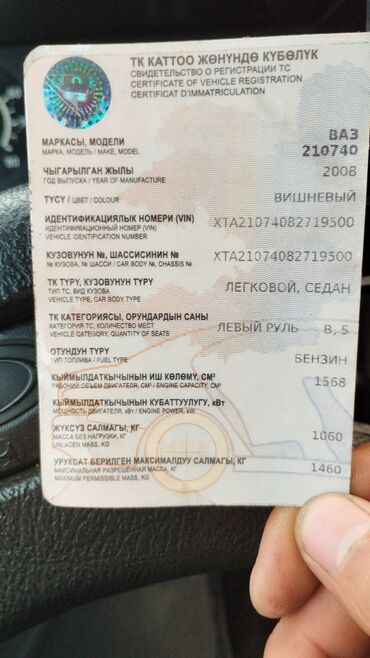 ТК КАТТОО ЖӨНҮНДӨ КҮБӨЛҮК
СВИДЕТЕЛЬСТВО О РЕГИСТРАЦИИ ТС
CERTIFICATE OF VEHICLE REGISTRATION
CERTIFICAT D'IMMATRICULATION
МАРКАСЫ, МОДЕЛИ
МАРКА, МОДЕЛЬ / MAKE, MODEL
ВАЗ
210740
ЧЫГАРЫЛГАН ЖЫЛЫ
ГОД ВЫПУСКА / YEAR OF MANUFACTURE
2008
ТҮСҮ / ЦВЕТ / COLOUR
ВИШНЕВЫЙ
ИДЕНТИФИКАЦИЯЛЫК НОМЕРИ (VIN)
ИДЕНТИФИКАЦИОННЫЙ НОМЕР (VIN)
VEHICLE IDENTIFICATION NUMBER
XTA21074082719500
КУЗОВУНУН №, ШАССИСИНИН №
№ КУЗОВА, № ШАССИ / CAR BODY №, CHASSIS №
XTA21074082719500
ТК ТҮРҮ, КУЗОВУНУН ТҮРҮ
ТИП ТС, ВИД КУЗОВА
VEHICLE TYPE, CAR BODY TYPE
ЛЕГКОВОЙ, СЕДАН
ТК КАТЕГОРИЯСЫ, ОРУНДАРДЫН САНЫ
КАТЕГОРИЯ ТС, КОЛИЧЕСТВО МЕСТ
VEHICLE CATEGORY, QUANTITY OF SEATS
ЛЕВЫЙ РУЛЬ B, 5
ОТУНДУН ТҮРҮ
ТИП ТОПЛИВА / FUEL TYPE
БЕНЗИН
КЫЙМЫЛДАТКЫЧЫНЫН ИШ КӨЛӨМҮ, СМ³
РАБОЧИЙ ОБЪЕМ ДВИГАТЕЛЯ, СМ³ / ENGINE CAPACITY, CM³
1568
КЫЙМЫЛДАТКЫЧЫНЫН КУБАТТУУЛУГУ, кВт
МОЩНОСТЬ ДВИГАТЕЛЯ, кВт / ENGINE POWER, kW
ЖҮКСҮЗ САЛМАГЫ, КГ
МАССА БЕЗ НАГРУЗКИ, КГ
UNLADEN MASS, KG
1060
УРУКСАТ БЕРИЛГЕН МАКСИМАЛДУУ САЛМАГЫ, КГ
МАКСИМАЛЬНАЯ РАЗРЕШЕННАЯ МАССА, КГ
MAXIMUM PERMISSIBLE MASS, KG
1460